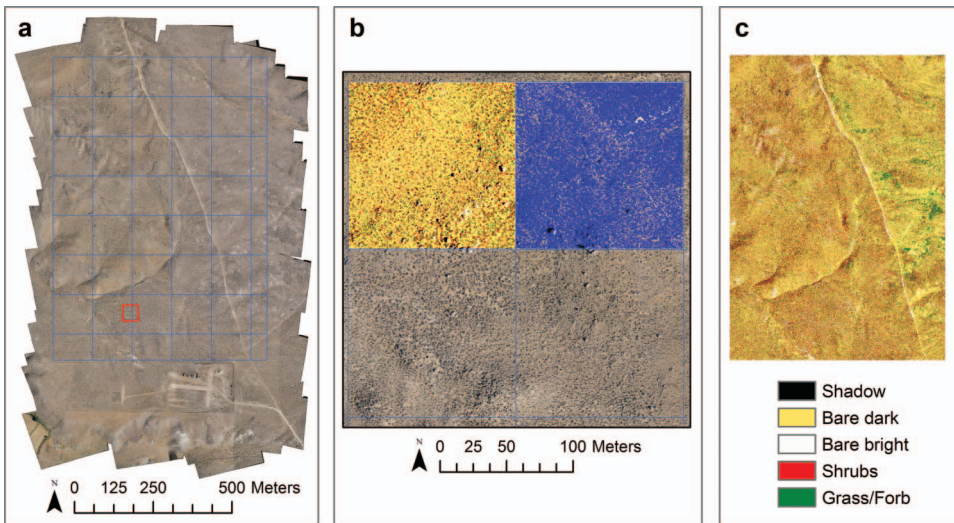 a
b
c
N
0 125 250 500 Meters
N
0 25 50 100 Meters
Shadow
Bare dark
Bare bright
Shrubs
Grass/Forb